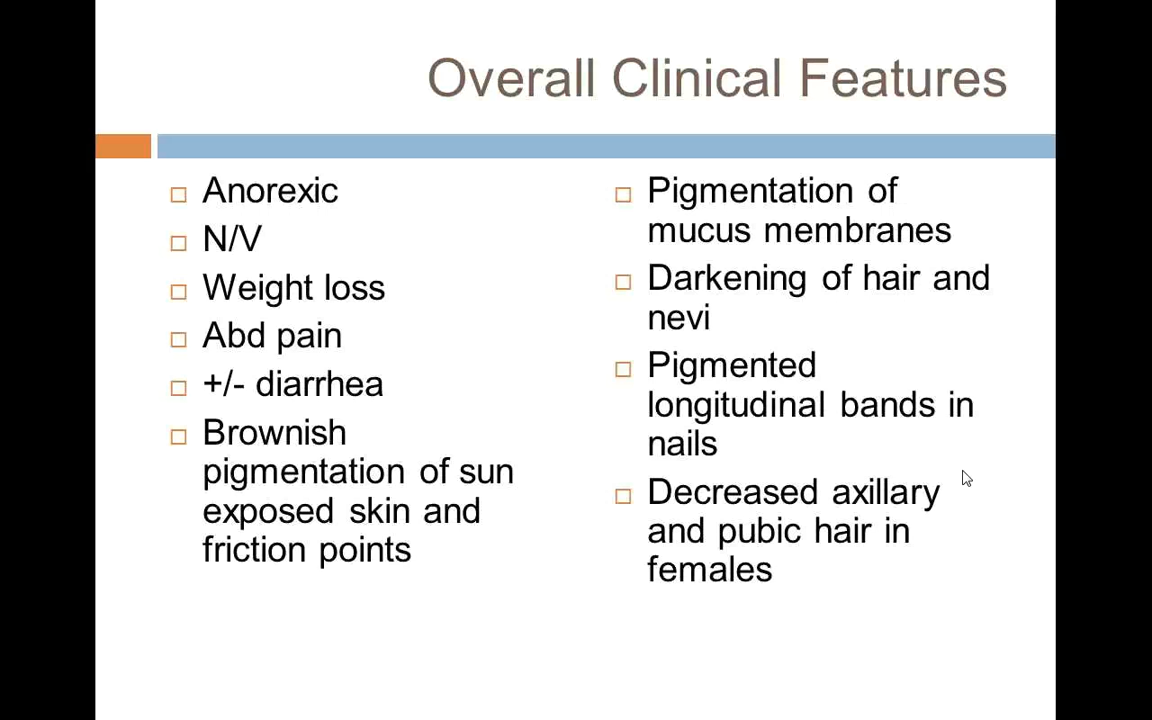 Overall Clinical Features
Anorexic
N/V
Weight loss
Abd pain
+/- diarrhea
Brownish
pigmentation of sun
exposed skin and
friction points
Pigmentation of
mucus membranes
Darkening of hair and
nevi
Pigmented
longitudinal bands in
nails
Decreased axillary
and pubic hair in
females